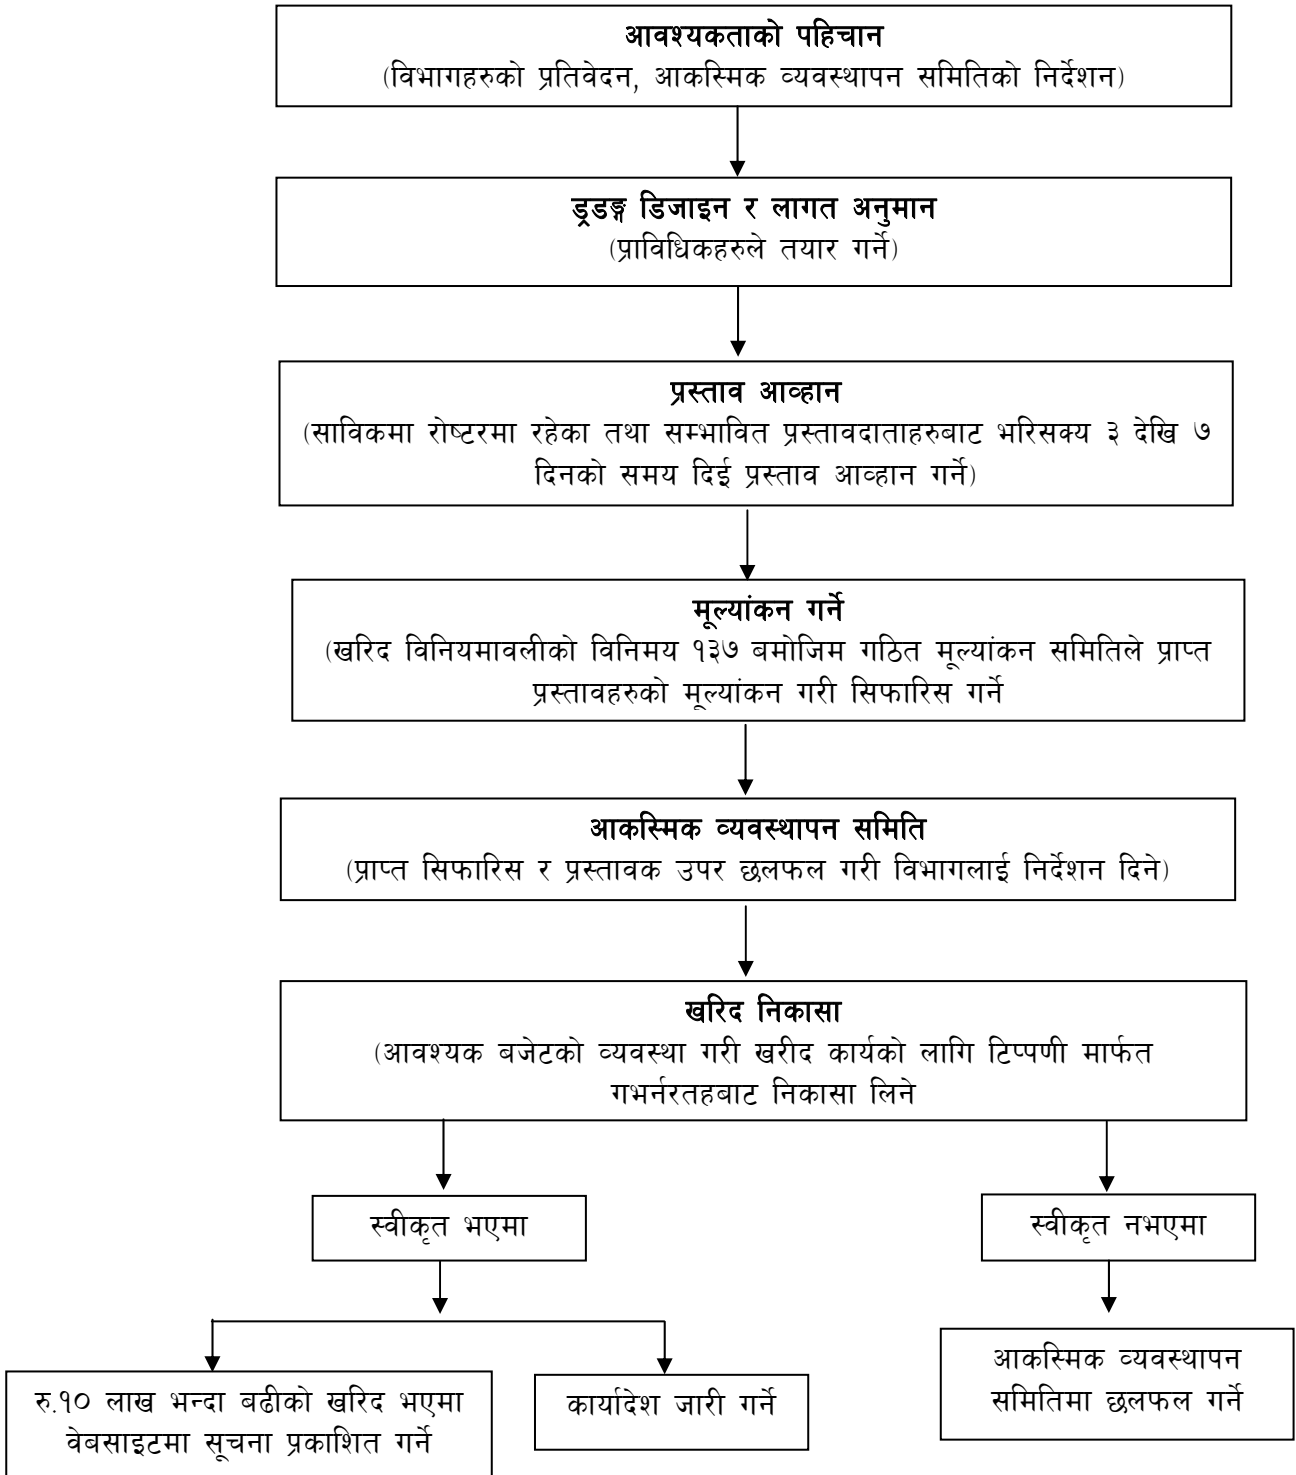 आवश्यकताको पहिचान
(विभागहरुको प्रतिवेदन, आकस्मिक व्यवस्थापन समितिको निर्देशन)
ड्रडङ्ग डिजाइन र लागत अनुमान
(प्राविधिकहरुले तयार गर्ने)
प्रस्ताव आव्हान
(साविकमा रोष्टरमा रहेका तथा सम्भावित प्रस्तावदाताहरुबाट भरिसक्य ३ देखि ७
दिनको समय दिई प्रस्ताव आव्हान गर्ने)
मूल्यांकन गर्ने
(खरिद विनियमावलीको विनिमय १३७ बमोजिम गठित मूल्यांकन समितिले प्राप्त
प्रस्तावहरुको मूल्यांकन गरी सिफारिस गर्ने
आकस्मिक व्यवस्थापन समिति
(प्राप्त सिफारिस र प्रस्तावक उपर छलफल गरी विभागलाई निर्देशन दिने)
खरिद निकासा
(आवश्यक बजेटको व्यवस्था गरी खरीद कार्यको लागि टिप्पणी मार्फत
गभर्नरतहबाट निकासा लिने
स्वीकृत भएमा
स्वीकृत नभएमा
रु.१० लाख भन्दा बढीको खरिद भएमा
वेबसाइटमा सूचना प्रकाशित गर्ने
कार्यादेश जारी गर्ने
आकस्मिक व्यवस्थापन
समितिमा छलफल गर्ने